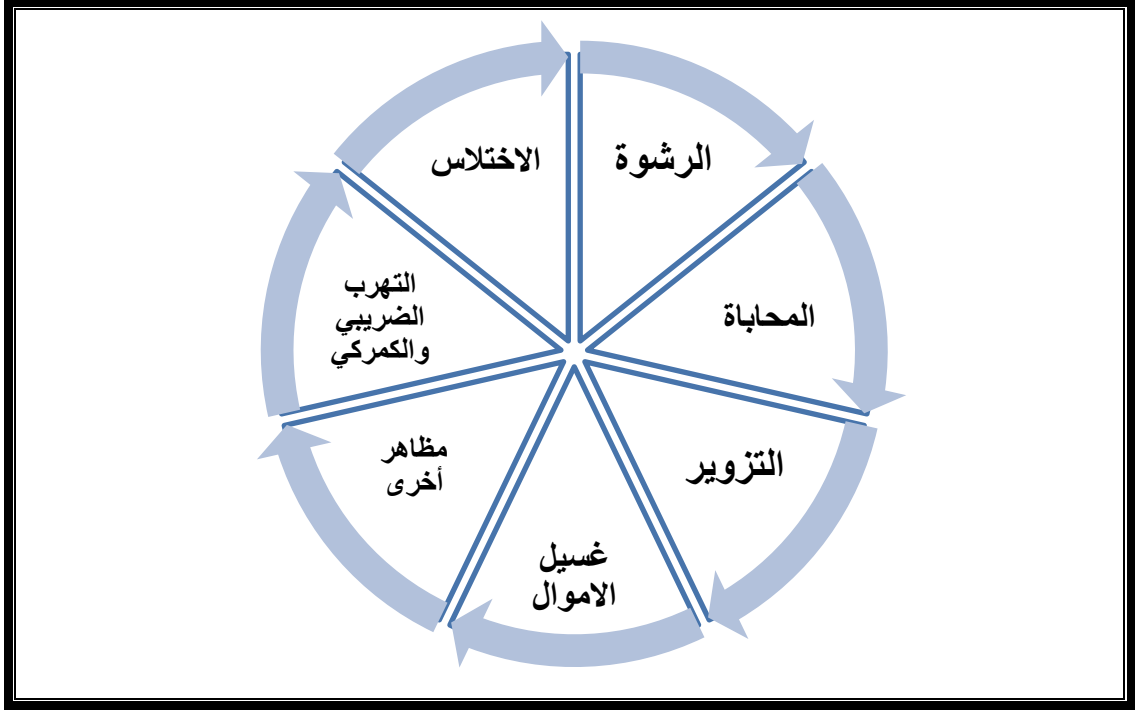 الرشوة
المحاباة
التزوير
غسيل
الاموال
مظاهر
أخرى
التهرب
الضريبي
والكمركي
الاختلاس